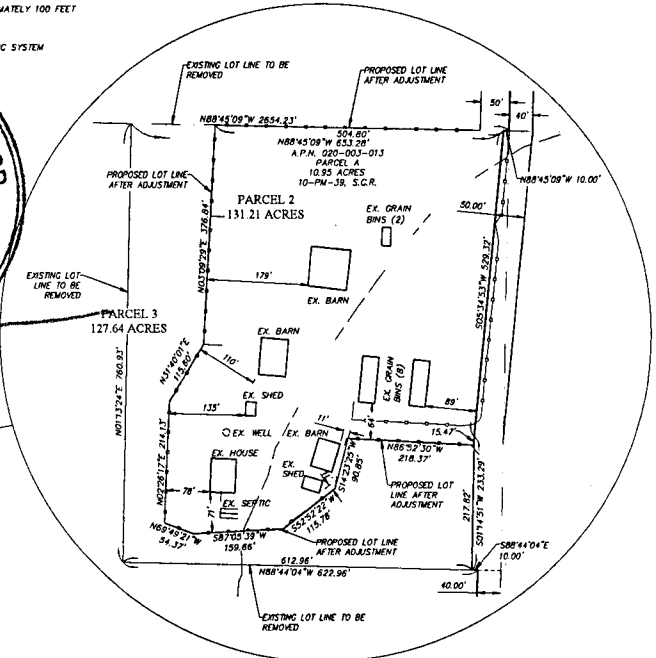 MATELY 100 FEET
G SYSTEM
EXISTING LOT LINE TO BE
REMOVED
PROPOSED LOT LINE
AFTER ADJUSTMENT
50'
40'
N88°45'09"W 2654.23'
504.80'
N88°45'09"W 653.28'
A.P.N. 020-003-013
PARCEL A
10.95 ACRES
10-PM-39, S.C.R.
N88°45'09"W 10.00'
PROPOSED LOT LINE
AFTER ADJUSTMENT
PARCEL 2
131.21 ACRES
EX. GRAIN
BINS (2)
50.00'
N03°09'29"E 376.84'
S05°34'53"W 529.32'
179'
EXISTING LOT
LINE TO BE
REMOVED
EX. BARN
PARCEL 3
127.64 ACRES
EX. BARN
N31°40'01"E
115.80'
110'
EX. GRAIN
BINS (8)
N01°13'24"E 760.93'
EX. SHED
89'
135'
11'
64'
15.47'
EX. WELL
EX. BARN
N86°52'30"W
218.37'
N02°26'17"E 214.13'
EX. HOUSE
EX.
SHED
S14°23'25"W
90.85'
PROPOSED LOT
LINE AFTER
ADJUSTMENT
217.82'
S01°14'51"W 233.29'
78'
71'
EX. SEPTIC
S52°52'22"W
115.78'
N69°49'21"W
54.37'
S87°05'39"W
159.66'
PROPOSED LOT LINE
AFTER ADJUSTMENT
S88°44'04"E
10.00'
612.96'
N88°44'04"W 622.96'
40.00'
EXISTING LOT LINE TO BE
REMOVED